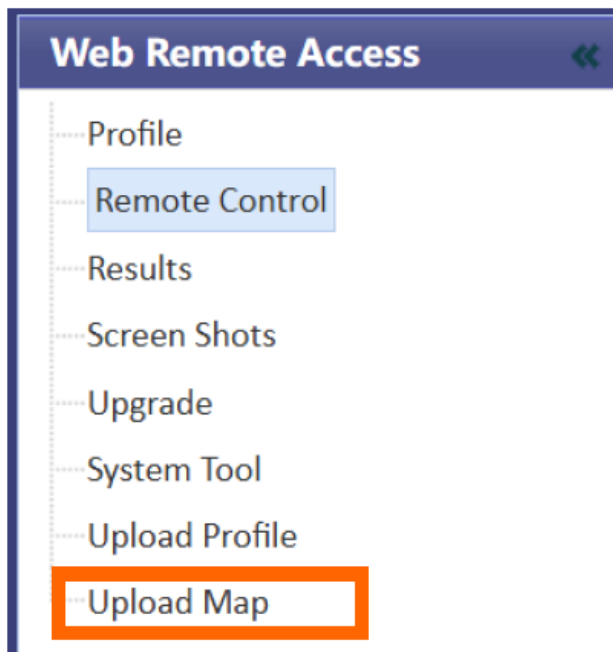 Web Remote Access
Profile
Remote Control
Results
Screen Shots
Upgrade
System Tool
Upload Profile
Upload Map